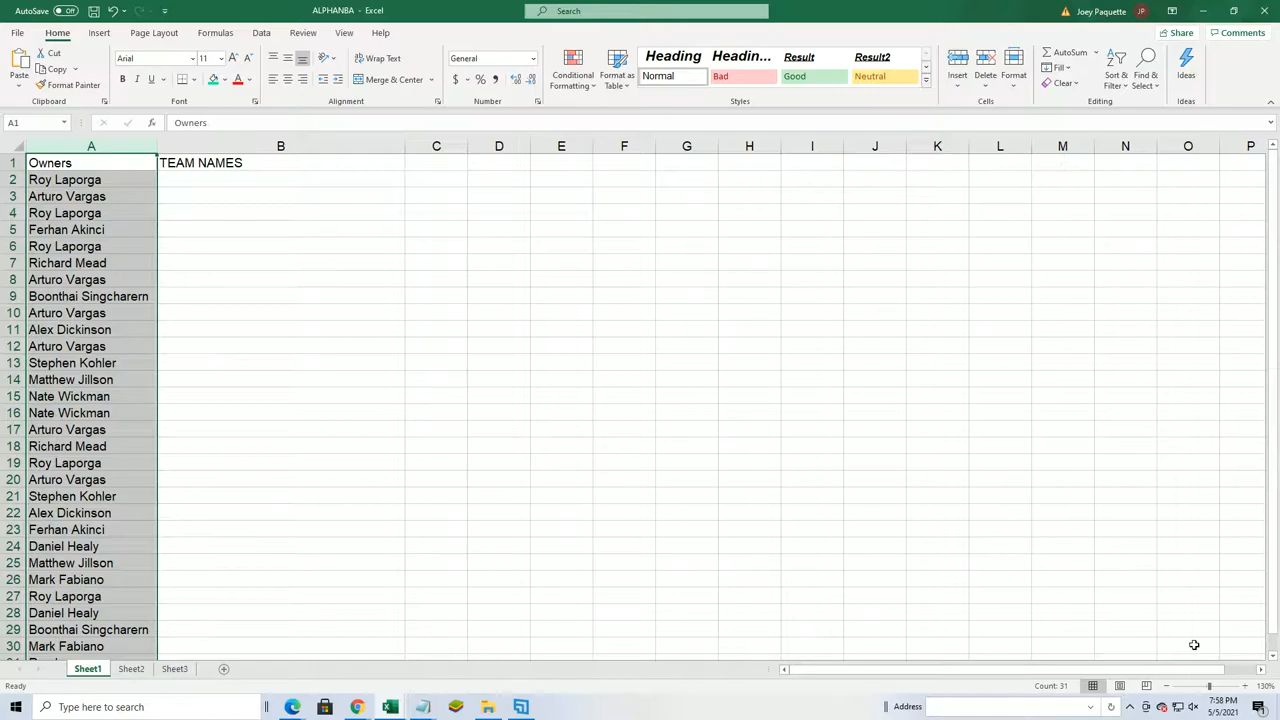 AutoSave Off ALPHANBA - Excel Search Joey Paquette JP
File Home Insert Page Layout Formulas Data Review View Help Share Comments
Paste Cut Copy Format Painter Clipboard
Arial 11 A A B I U A Font
Wrap Text Merge & Center Alignment
General $ % Number
Conditional Formatting Format as Table
Heading Headin... Result Result2
Normal Bad Good Neutral
Styles
Insert Delete Format Cells
AutoSum Fill Clear Sort & Filter Find & Select Editing
Ideas Ideas
A1 fx Owners
A B C D E F G H I J K L M N O P
1 Owners TEAM NAMES
2 Roy Laporga
3 Arturo Vargas
4 Roy Laporga
5 Ferhan Akinci
6 Roy Laporga
7 Richard Mead
8 Arturo Vargas
9 Boonthai Singcharern
10 Arturo Vargas
11 Alex Dickinson
12 Arturo Vargas
13 Stephen Kohler
14 Matthew Jillson
15 Nate Wickman
16 Nate Wickman
17 Arturo Vargas
18 Richard Mead
19 Roy Laporga
20 Arturo Vargas
21 Stephen Kohler
22 Alex Dickinson
23 Ferhan Akinci
24 Daniel Healy
25 Matthew Jillson
26 Mark Fabiano
27 Roy Laporga
28 Daniel Healy
29 Boonthai Singcharern
30 Mark Fabiano
Sheet1 Sheet2 Sheet3
Ready Count: 31 130%
Type here to search Address 7:58 PM
5/5/2021